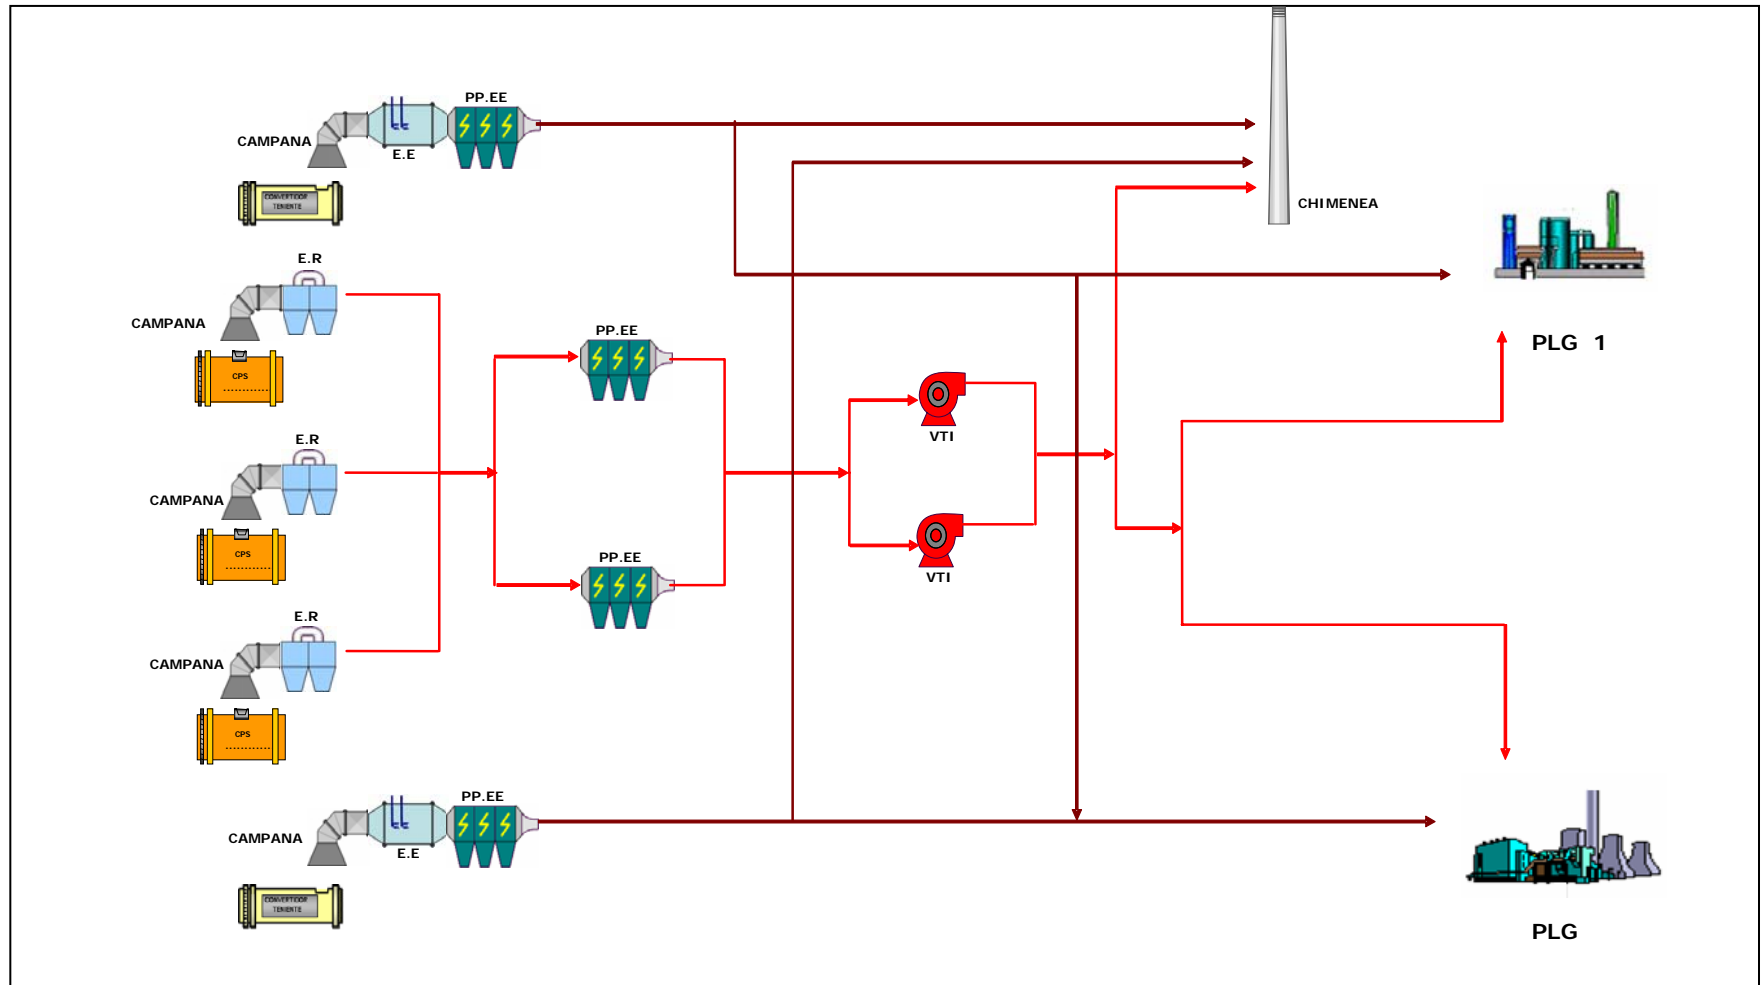 PP.EE
CAMPANA
E.E
CONVERTIDOR
TENIENTE
CHIMENEA
E.R
CAMPANA
CPS
PP.EE
PLG 1
VTI
E.R
CAMPANA
CPS
PP.EE
VTI
E.R
CAMPANA
CPS
PP.EE
CAMPANA
E.E
CONVERTIDOR
TENIENTE
PLG